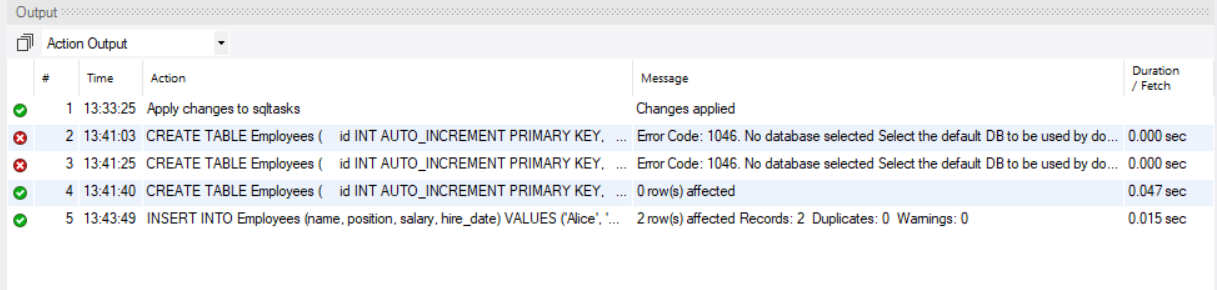 Output
Action Output
# Time Action Message Duration / Fetch
1 13:33:25 Apply changes to sqltasks Changes applied
2 13:41:03 CREATE TABLE Employees ( id INT AUTO_INCREMENT PRIMARY KEY, ... Error Code: 1046. No database selected Select the default DB to be used by do... 0.000 sec
3 13:41:25 CREATE TABLE Employees ( id INT AUTO_INCREMENT PRIMARY KEY, ... Error Code: 1046. No database selected Select the default DB to be used by do... 0.000 sec
4 13:41:40 CREATE TABLE Employees ( id INT AUTO_INCREMENT PRIMARY KEY, ... 0 row(s) affected 0.047 sec
5 13:43:49 INSERT INTO Employees (name, position, salary, hire_date) VALUES ('Alice', '... 2 row(s) affected Records: 2 Duplicates: 0 Warnings: 0 0.015 sec